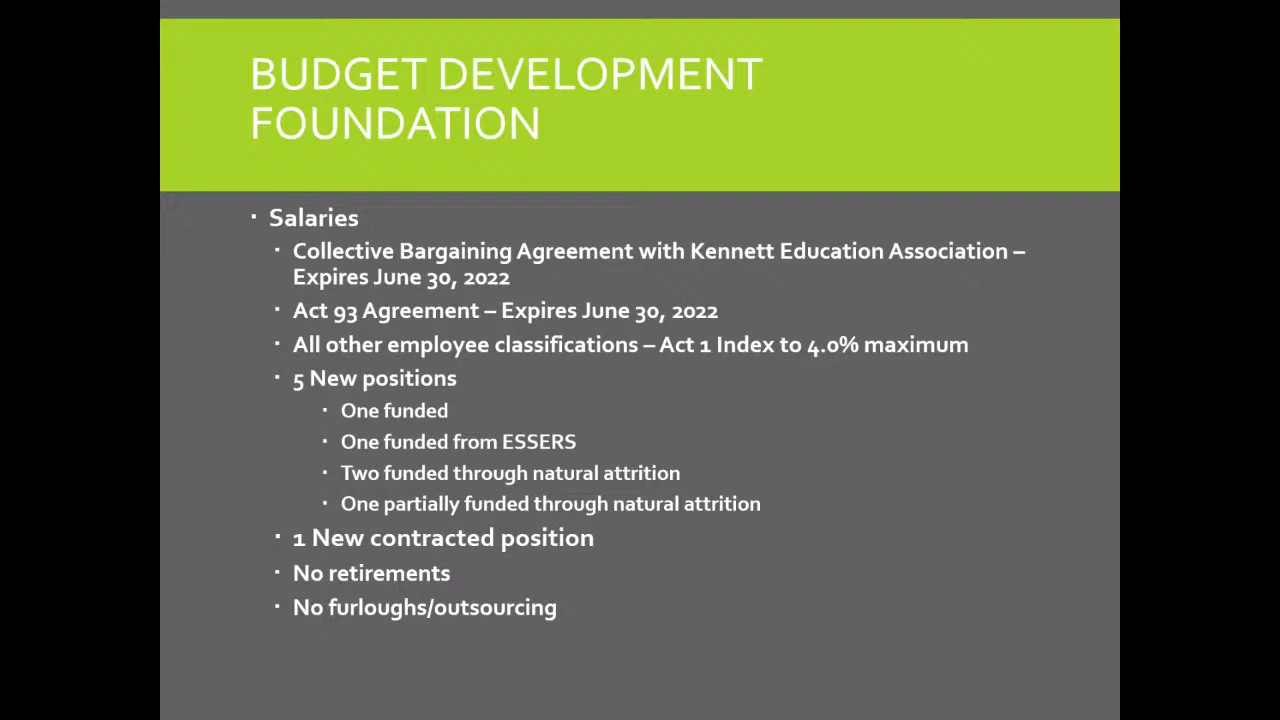 BUDGET DEVELOPMENT
FOUNDATION
▪ Salaries
▪ Collective Bargaining Agreement with Kennett Education Association –
Expires June 30, 2022
▪ Act 93 Agreement – Expires June 30, 2022
▪ All other employee classifications – Act 1 Index to 4.0% maximum
▪ 5 New positions
▪ One funded
▪ One funded from ESSERS
▪ Two funded through natural attrition
▪ One partially funded through natural attrition
▪ 1 New contracted position
▪ No retirements
▪ No furloughs/outsourcing